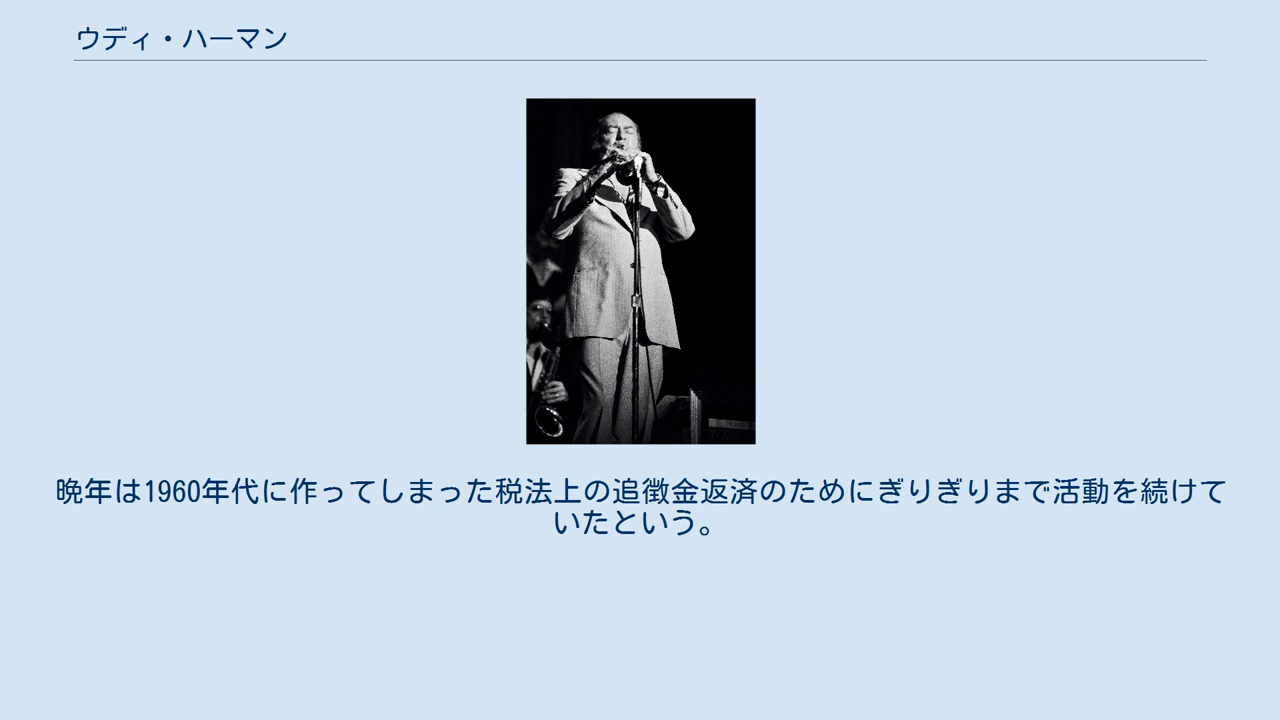 ウディ・ハーマン
晩年は1960年代に作ってしまった税法上の追徴金返済のためにぎりぎりまで活動を続けて
いたという。